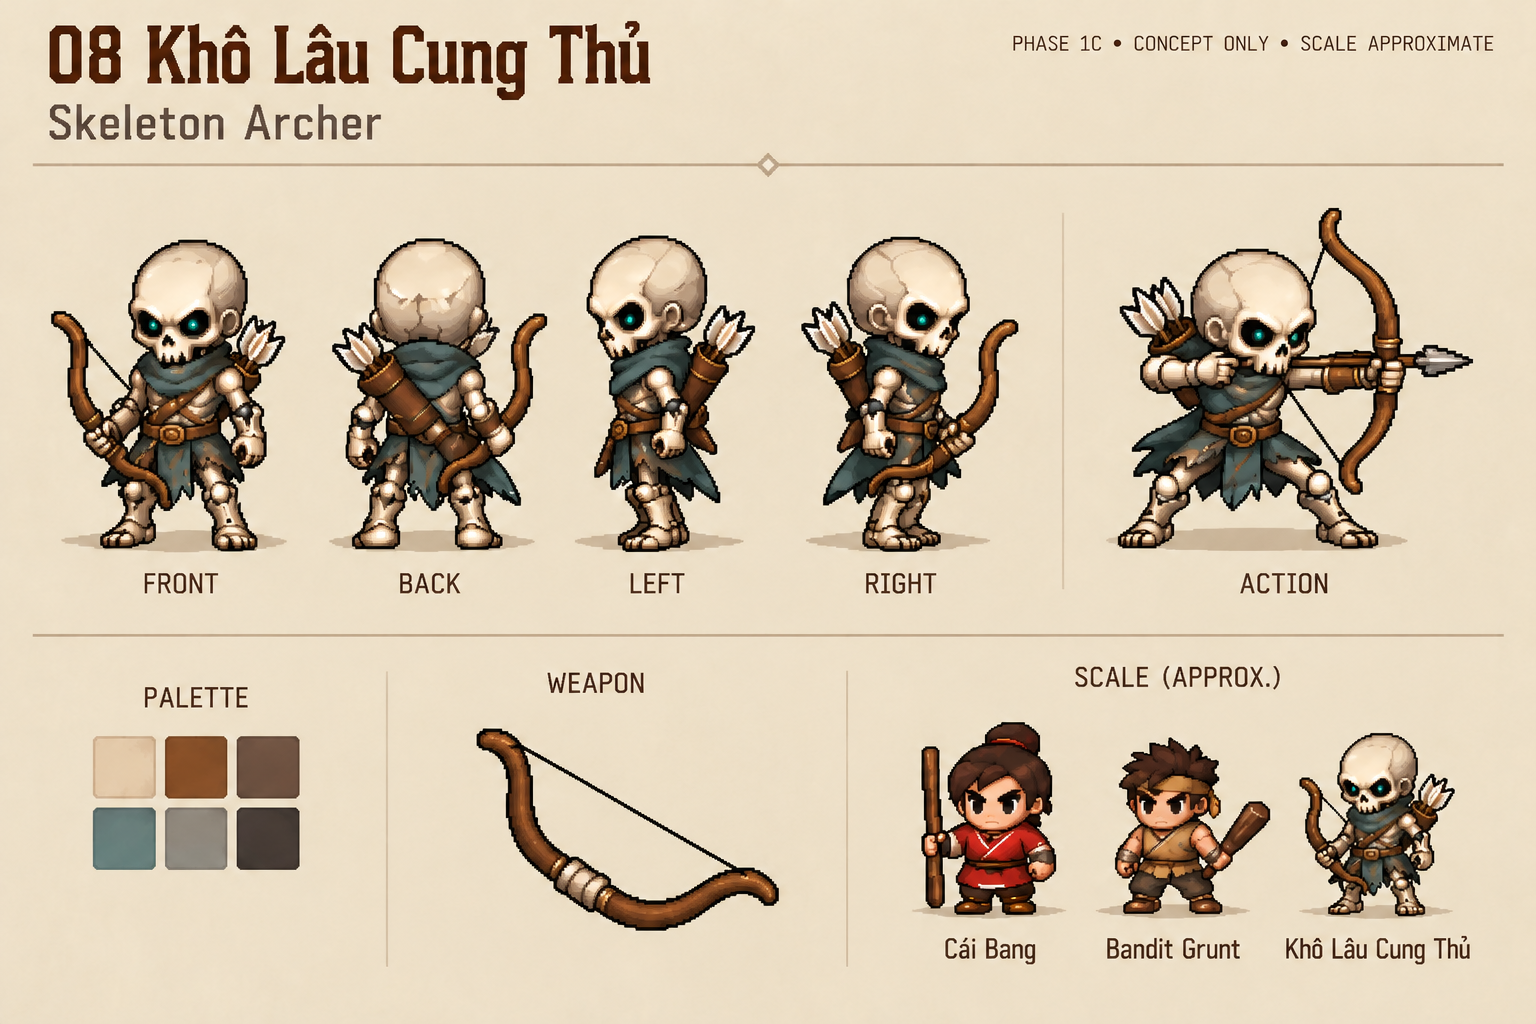 08 Khô Lâu Cung Thủ
Skeleton Archer
PHASE 1C • CONCEPT ONLY • SCALE APPROXIMATE
FRONT
BACK
LEFT
RIGHT
ACTION
PALETTE
WEAPON
SCALE (APPROX.)
Cái Bang
Bandit Grunt
Khô Lâu Cung Thủ